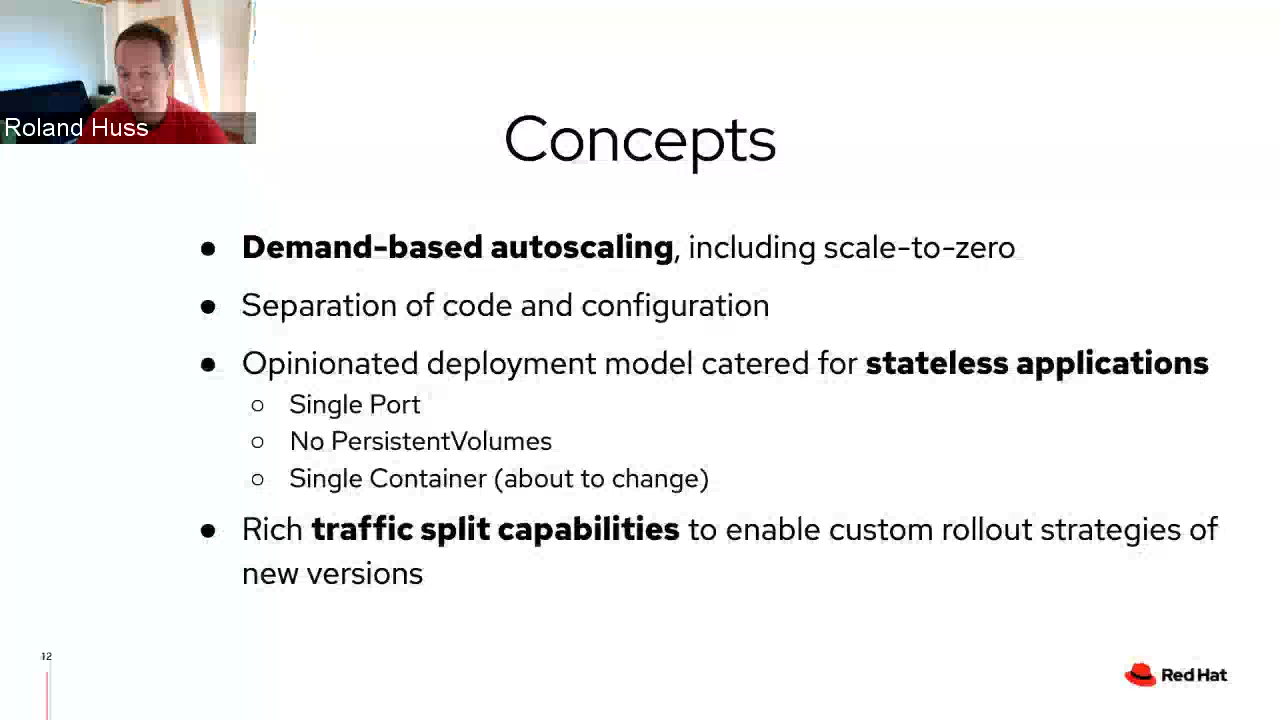 Roland Huss
Concepts
● Demand-based autoscaling, including scale-to-zero
● Separation of code and configuration
● Opinionated deployment model catered for stateless applications
○ Single Port
○ No PersistentVolumes
○ Single Container (about to change)
● Rich traffic split capabilities to enable custom rollout strategies of
new versions
12
Red Hat